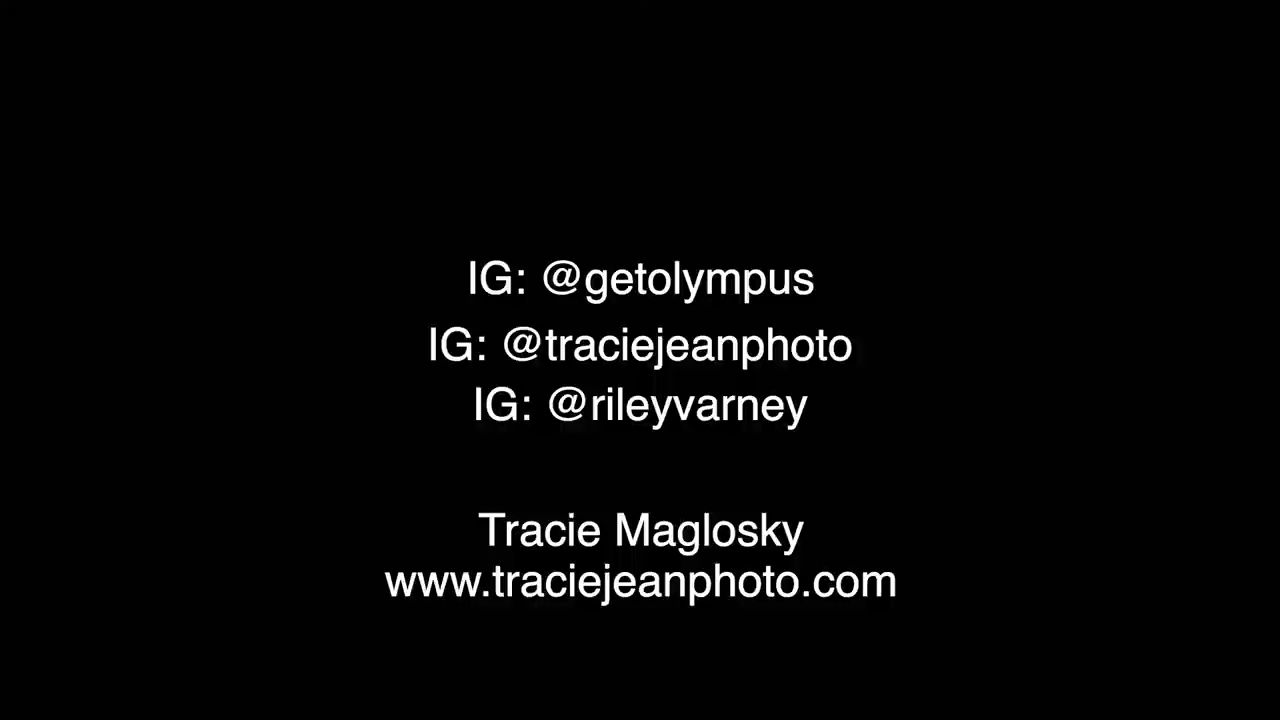 IG: @getolympus
IG: @traciejeanphoto
IG: @rileyvarney
Tracie Maglosky
www.traciejeanphoto.com